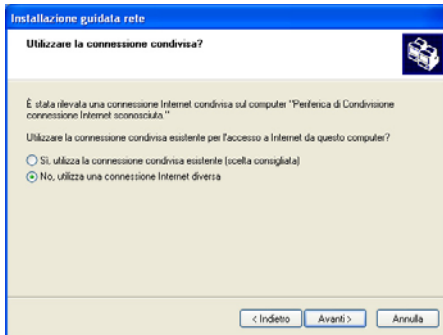 Installazione guidata rete
Utilizzare la connessione condivisa?
È stata rilevata una connessione Internet condivisa sul computer "Periferica di Condivisione
connessione Internet sconosciuta."
Utilizzare la connessione condivisa esistente per l'accesso a Internet da questo computer?
Sì, utilizza la connessione condivisa esistente (scelta consigliata)
No, utilizza una connessione Internet diversa
< Indietro Avanti > Annulla